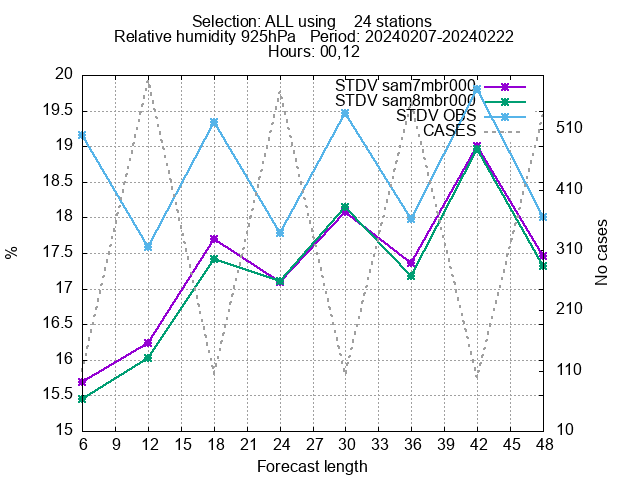 Selection: ALL using    24 stations
Relative humidity 925hPa   Period: 20240207-20240222
Hours: 00,12
STDV sam7mbr000
STDV sam8mbr000
STDV OBS
CASES
20
19.5
19
18.5
18
17.5
17
16.5
16
15.5
15
%
510
410
310
210
110
10
No cases
6 9 12 15 18 21 24 27 30 33 36 39 42 45 48
Forecast length